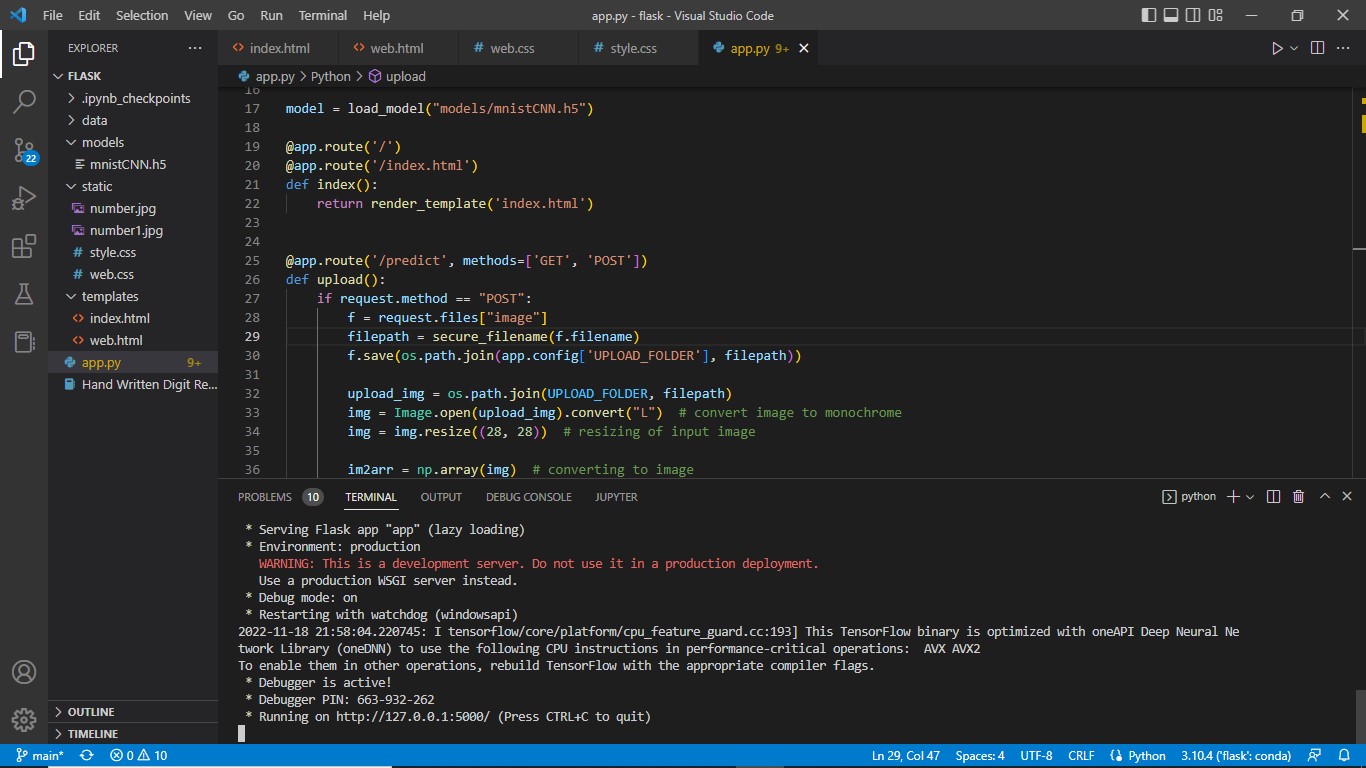 File Edit Selection View Go Run Terminal Help app.py - flask - Visual Studio Code
EXPLORER ···
index.html web.html # web.css # style.css app.py 9+
FLASK
app.py > Python > upload
.ipynb_checkpoints
data
models
mnistCNN.h5
static
number.jpg
number1.jpg
# style.css
# web.css
templates
index.html
web.html
app.py 9+
Hand Written Digit Re...
22
OUTLINE
TIMELINE
16
17 model = load_model("models/mnistCNN.h5")
18
19 @app.route('/')
20 @app.route('/index.html')
21 def index():
22 return render_template('index.html')
23
24
25 @app.route('/predict', methods=['GET', 'POST'])
26 def upload():
27 if request.method == "POST":
28 f = request.files["image"]
29 filepath = secure_filename(f.filename)
30 f.save(os.path.join(app.config['UPLOAD_FOLDER'], filepath))
31
32 upload_img = os.path.join(UPLOAD_FOLDER, filepath)
33 img = Image.open(upload_img).convert("L") # convert image to monochrome
34 img = img.resize((28, 28)) # resizing of input image
35
36 im2arr = np.array(img) # converting to image
PROBLEMS 10 TERMINAL OUTPUT DEBUG CONSOLE JUPYTER python
* Serving Flask app "app" (lazy loading)
* Environment: production
WARNING: This is a development server. Do not use it in a production deployment.
Use a production WSGI server instead.
* Debug mode: on
* Restarting with watchdog (windowsapi)
2022-11-18 21:58:04.220745: I tensorflow/core/platform/cpu_feature_guard.cc:193] This TensorFlow binary is optimized with oneAPI Deep Neural Ne
twork Library (oneDNN) to use the following CPU instructions in performance-critical operations:  AVX AVX2
To enable them in other operations, rebuild TensorFlow with the appropriate compiler flags.
* Debugger is active!
* Debugger PIN: 663-932-262
* Running on http://127.0.0.1:5000/ (Press CTRL+C to quit)
main* 0 10 Ln 29, Col 47 Spaces: 4 UTF-8 CRLF Python 3.10.4 ('flask': conda)